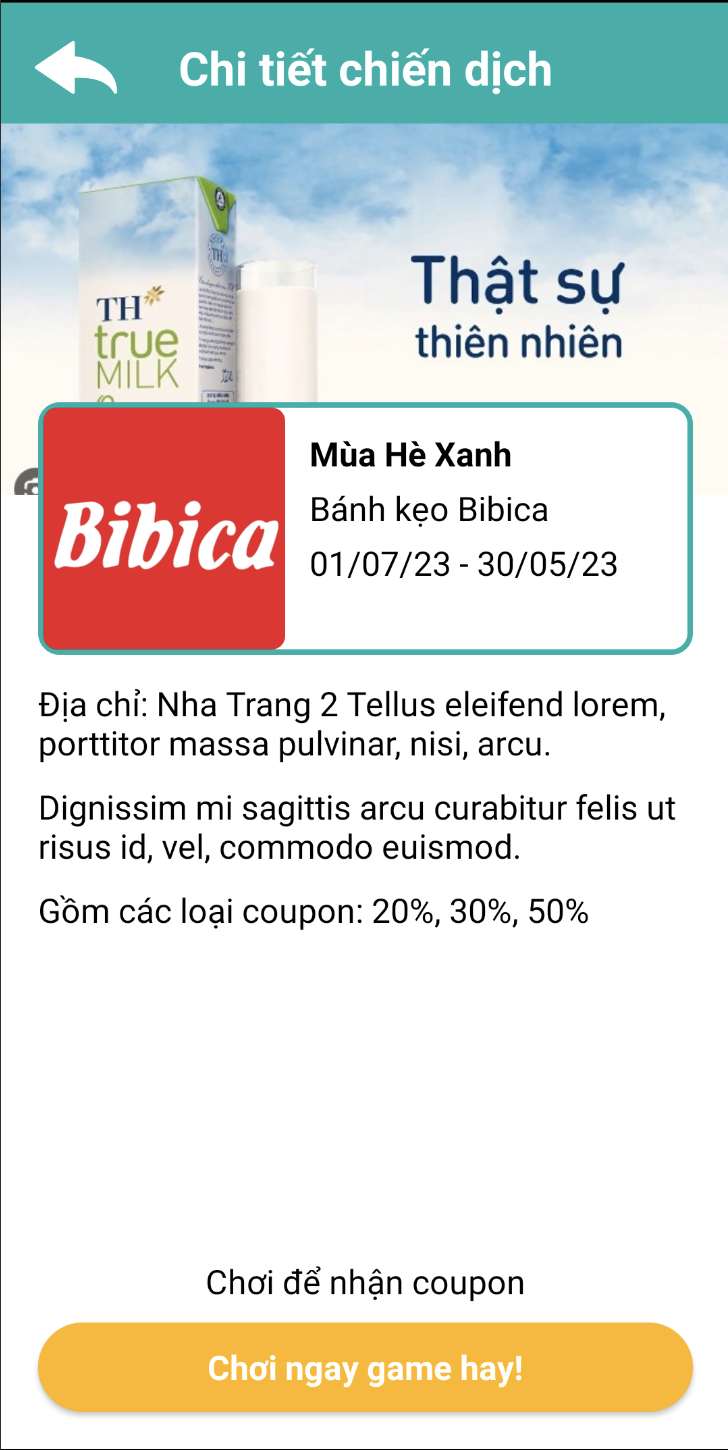 Chi tiết chiến dịch
TH
true
MILK
Thật sự
thiên nhiên
Bibica
Mùa Hè Xanh
Bánh kẹo Bibica
01/07/23 - 30/05/23
Địa chỉ: Nha Trang 2 Tellus eleifend lorem,
porttitor massa pulvinar, nisi, arcu.
Dignissim mi sagittis arcu curabitur felis ut
risus id, vel, commodo euismod.
Gồm các loại coupon: 20%, 30%, 50%
Chơi để nhận coupon
Chơi ngay game hay!